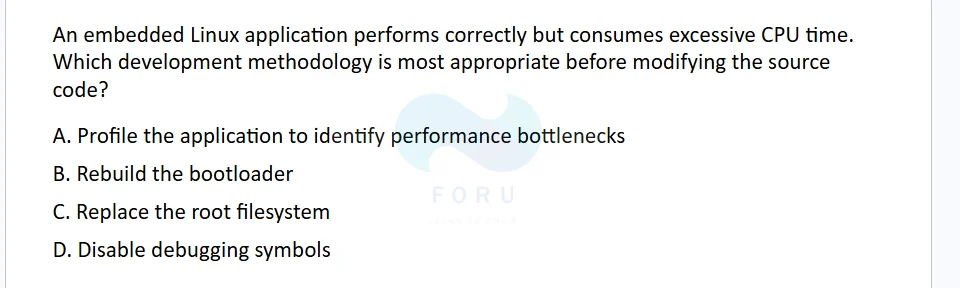 An embedded Linux application performs correctly but consumes excessive CPU time.
Which development methodology is most appropriate before modifying the source
code?
A. Profile the application to identify performance bottlenecks
B. Rebuild the bootloader
FORU
C. Replace the root filesystem
D. Disable debugging symbols